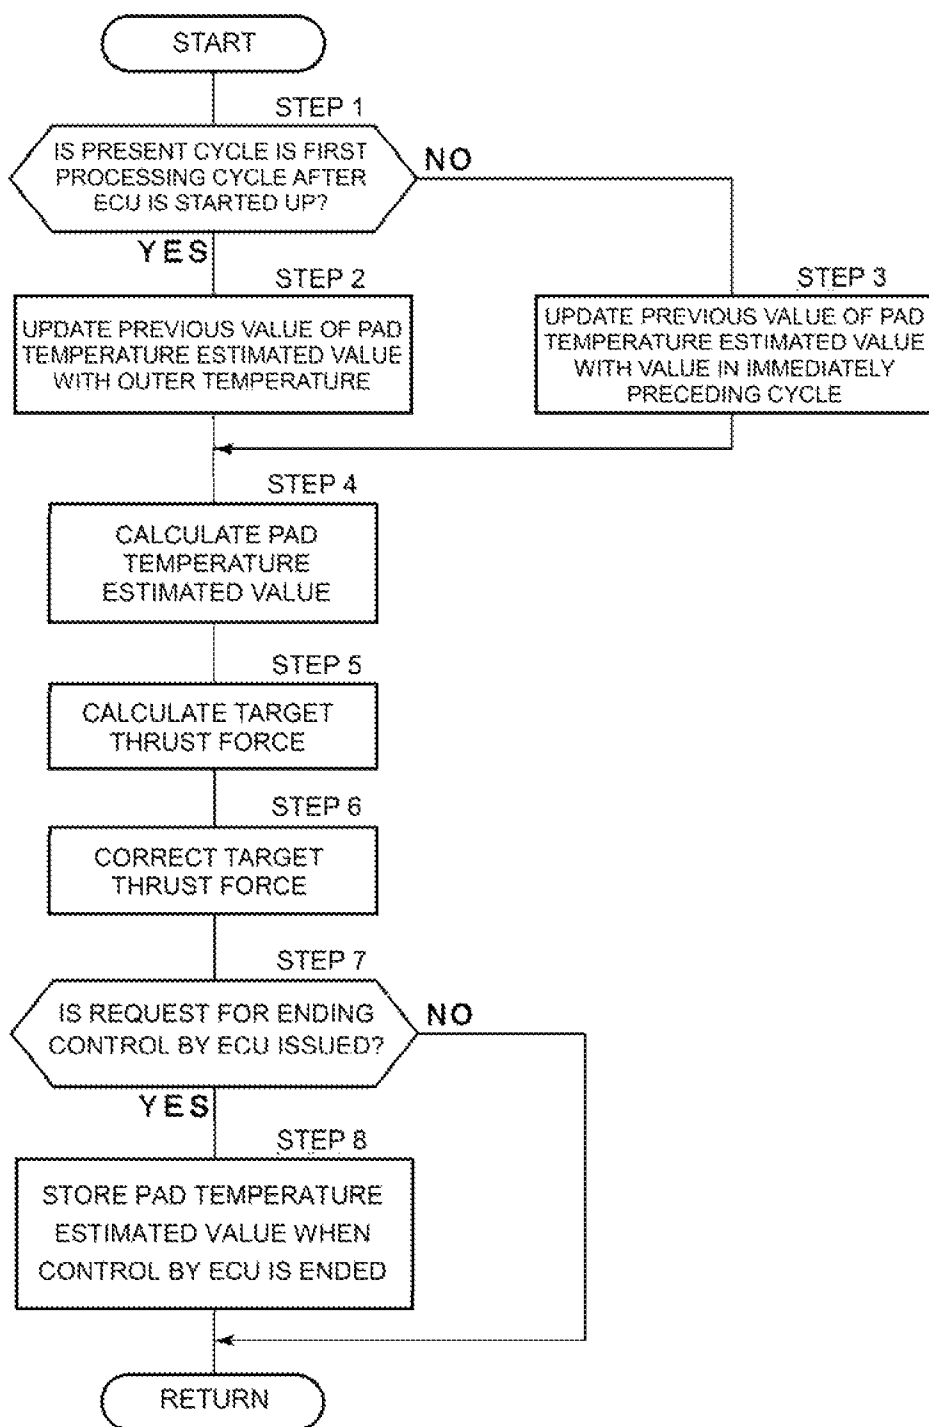 START
STEP 1
IS PRESENT CYCLE IS FIRST
PROCESSING CYCLE AFTER
ECU IS STARTED UP?
NO
YES
STEP 2
UPDATE PREVIOUS VALUE OF PAD
TEMPERATURE ESTIMATED VALUE
WITH OUTER TEMPERATURE
STEP 3
UPDATE PREVIOUS VALUE OF PAD
TEMPERATURE ESTIMATED VALUE
WITH VALUE IN IMMEDIATELY
PRECEDING CYCLE
STEP 4
CALCULATE PAD
TEMPERATURE
ESTIMATED VALUE
STEP 5
CALCULATE TARGET
THRUST FORCE
STEP 6
CORRECT TARGET
THRUST FORCE
STEP 7
IS REQUEST FOR ENDING
CONTROL BY ECU ISSUED?
NO
YES
STEP 8
STORE PAD TEMPERATURE
ESTIMATED VALUE WHEN
CONTROL BY ECU IS ENDED
RETURN